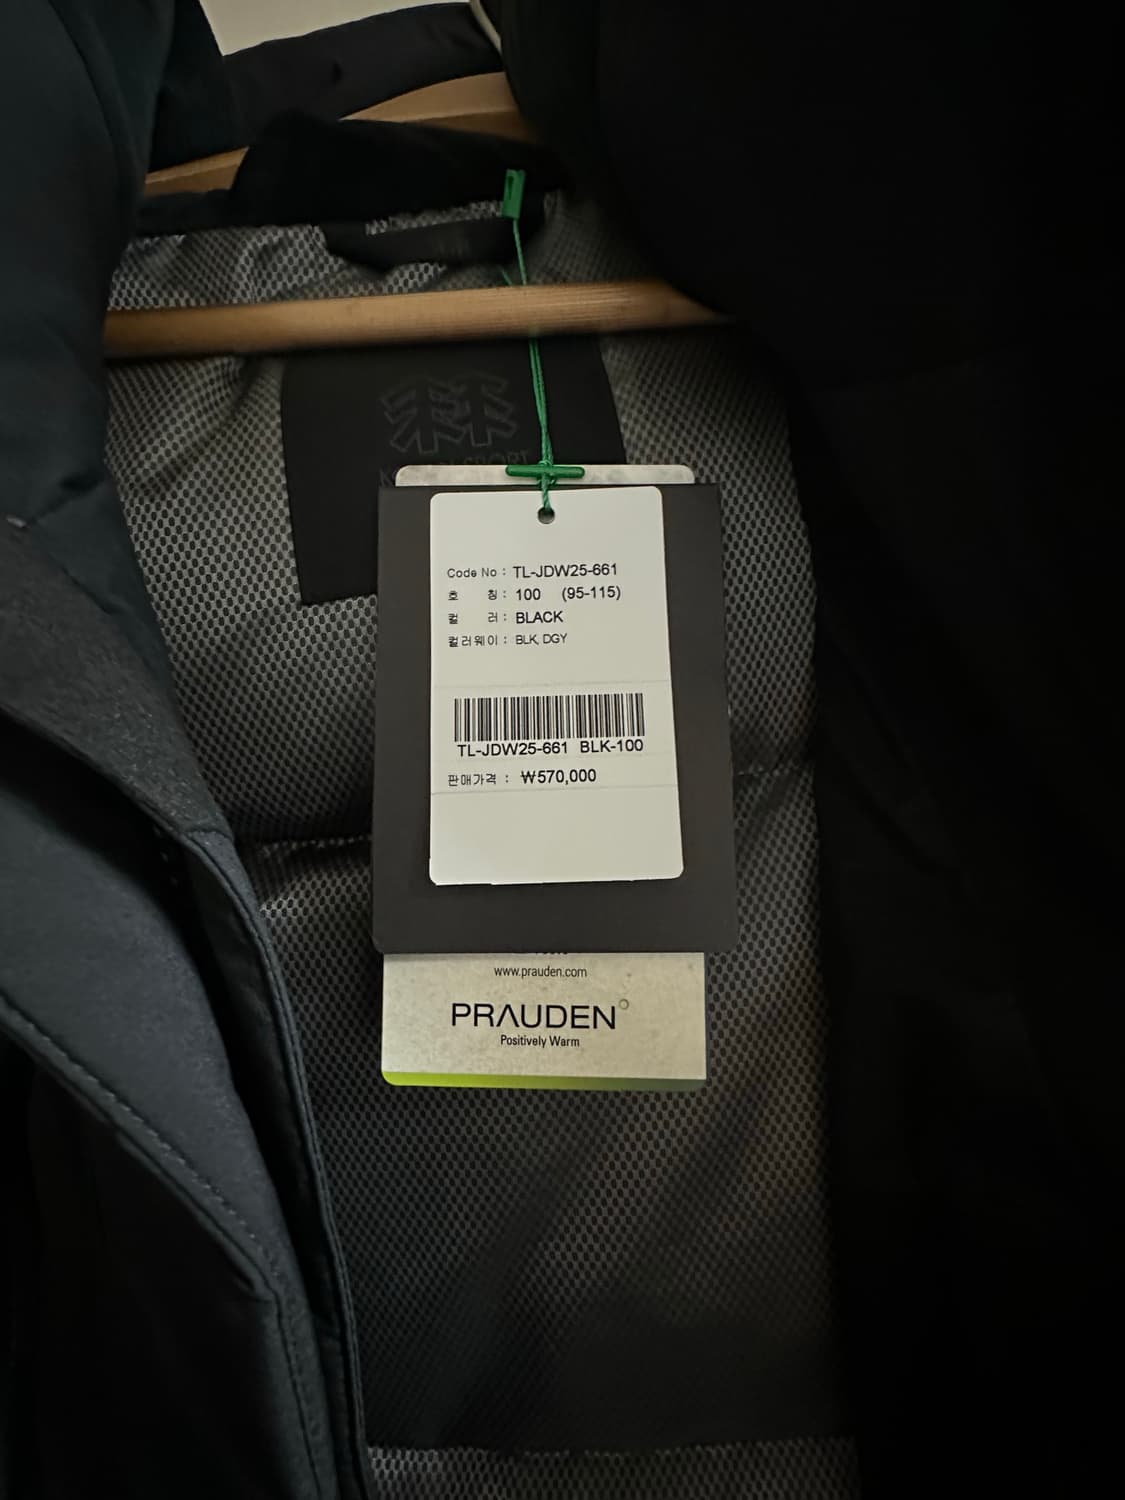 Code No : TL-JDW25-661
호 칭 : 100 (95-115)
컬 러 : BLACK
컬러웨이 : BLK, DGY
TL-JDW25-661 BLK-100
판매가격 : ₩570,000
www.prauden.com
PRAUDEN
Positively Warm